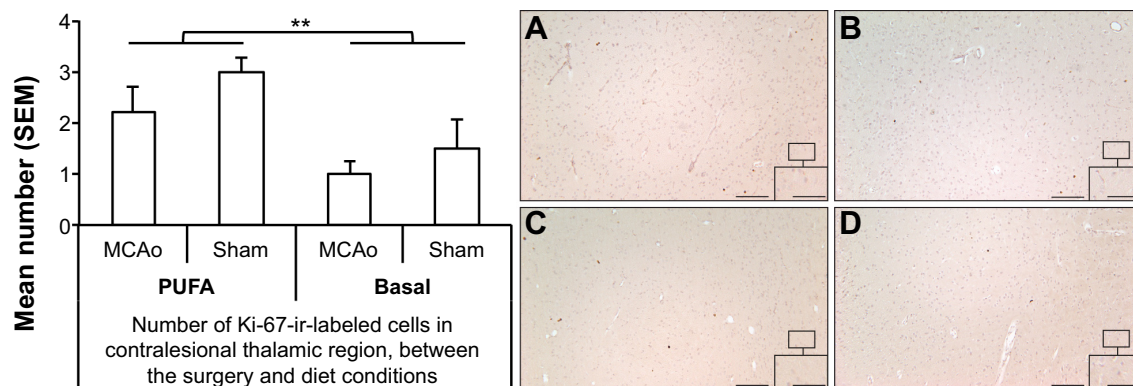 Mean number (SEM)
4
3
2
1
0
**
MCAo Sham MCAo Sham
PUFA Basal
Number of Ki-67-ir-labeled cells in
contralesional thalamic region, between
the surgery and diet conditions
A
B
C
D